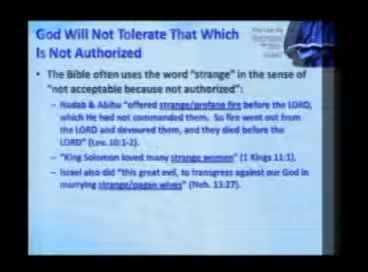 God Will Not Tolerate That Which
Is Not Authorized
• The Bible often uses the word "strange" in the sense of
"not acceptable because not authorized":
– Nadab & Abihu "offered strange/profane fire before the LORD,
which He had not commanded them. So fire went out from
the LORD and devoured them, and they died before the
LORD" (Lev. 10:1-2).
– "King Solomon loved many strange women" (1 Kings 11:1).
– Israel also did "this great evil, to transgress against our God in
marrying strange/pagan wives" (Neh. 13:27).